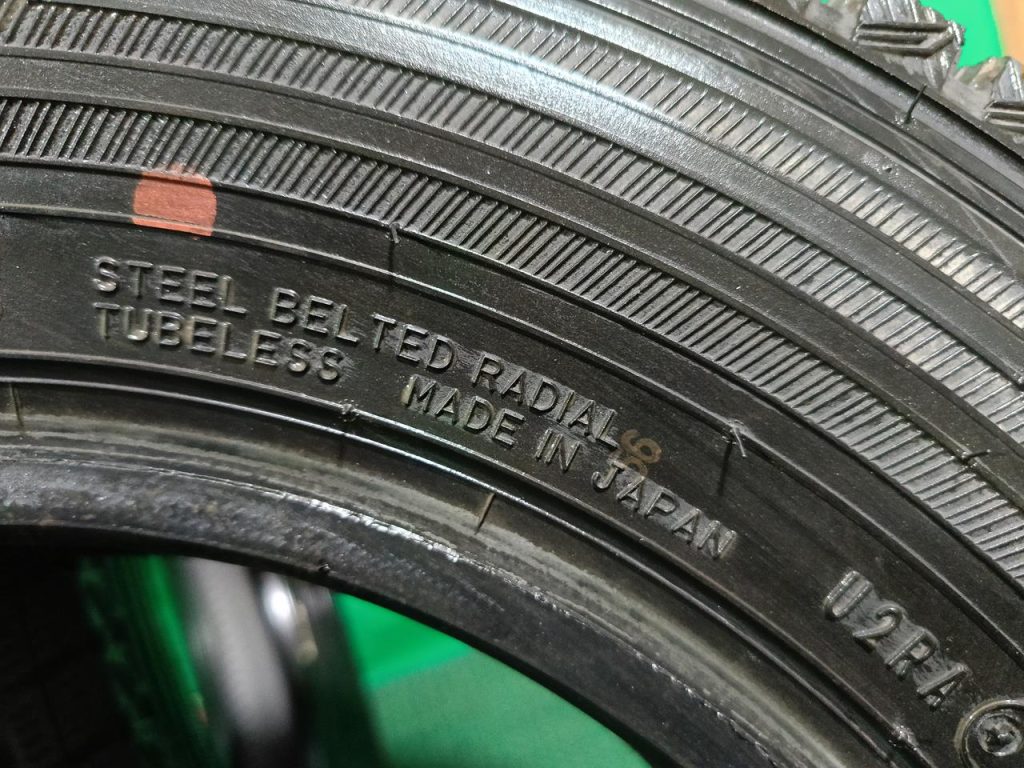 STEEL BELTED RADIAL
TUBELESS MADE IN JAPAN
U2RA